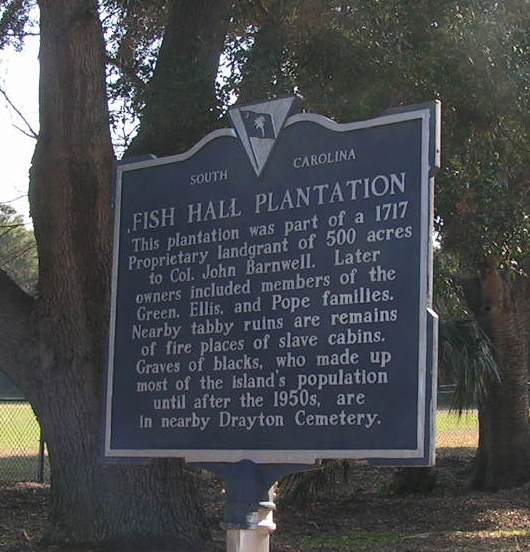 SOUTH CAROLINA
FISH HALL PLANTATION
This plantation was part of a 1717
Proprietary landgrant of 500 acres
to Col. John Barnwell. Later
owners included members of the
Green, Ellis, and Pope families.
Nearby tabby ruins are remains
of fire places of slave cabins.
Graves of blacks, who made up
most of the island's population
until after the 1950s, are
in nearby Drayton Cemetery.